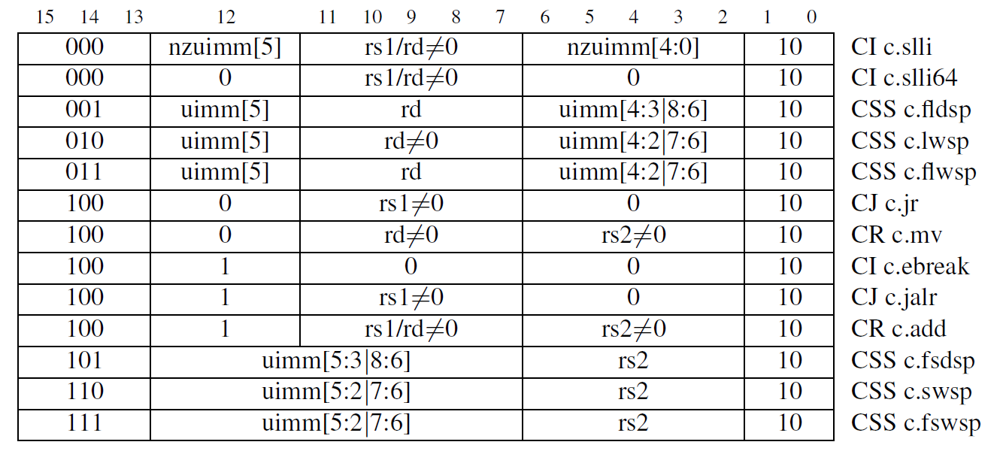 15 14 13 12 11 10 9 8 7 6 5 4 3 2 1 0
000 nzuimm[5] rs1/rd≠0 nzuimm[4:0] 10 CI c.slli
000 0 rs1/rd≠0 0 10 CI c.slli64
001 uimm[5] rd uimm[4:3|8:6] 10 CSS c.fldsp
010 uimm[5] rd≠0 uimm[4:2|7:6] 10 CSS c.lwsp
011 uimm[5] rd uimm[4:2|7:6] 10 CSS c.flwsp
100 0 rs1≠0 0 10 CJ c.jr
100 0 rd≠0 rs2≠0 10 CR c.mv
100 1 0 0 10 CI c.ebreak
100 1 rs1≠0 0 10 CJ c.jalr
100 1 rs1/rd≠0 rs2≠0 10 CR c.add
101 uimm[5:3|8:6] rs2 10 CSS c.fsdsp
110 uimm[5:2|7:6] rs2 10 CSS c.swsp
111 uimm[5:2|7:6] rs2 10 CSS c.fswsp